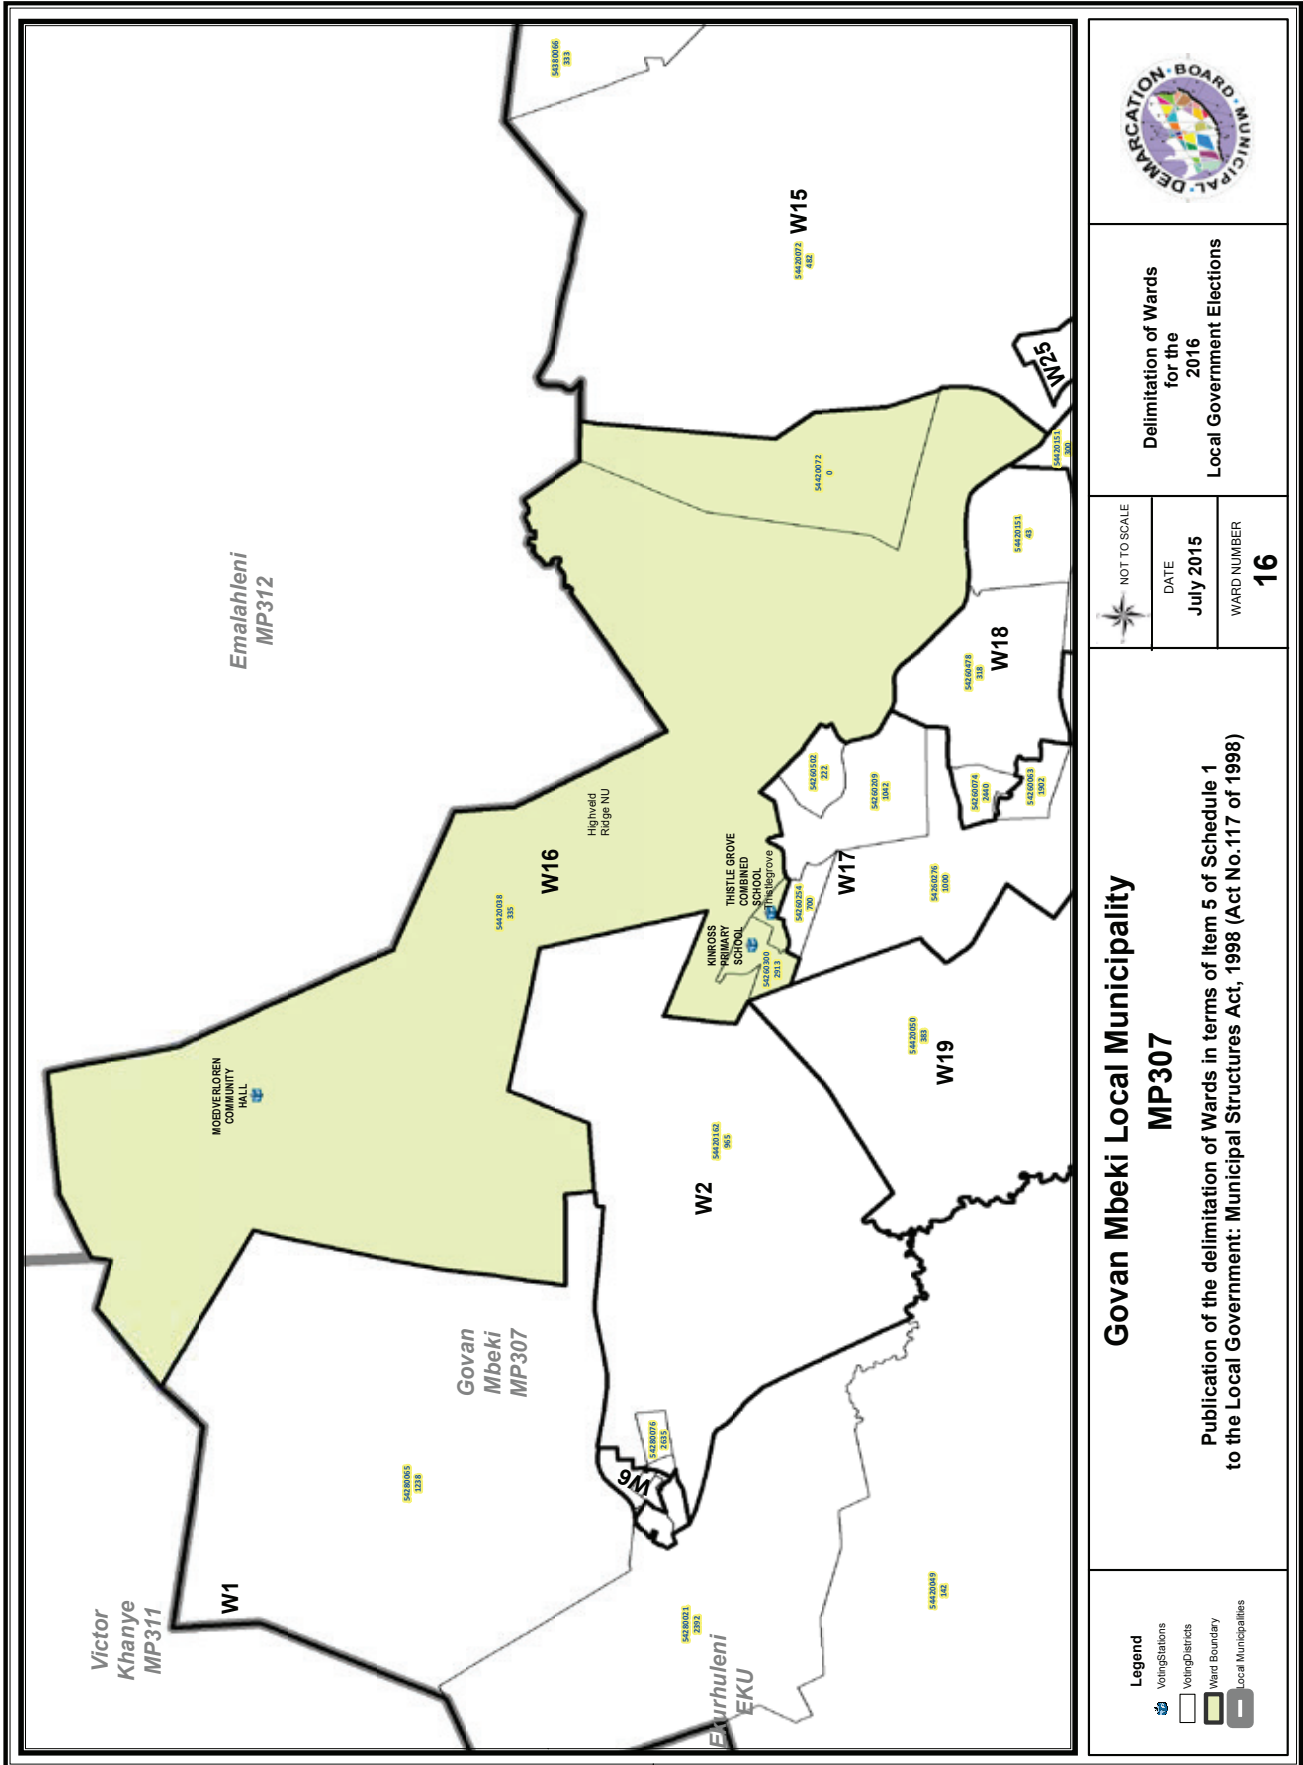 Victor
Khanye
MP311
Emalahleni
MP312
Govan
Mbeki
MP307
Ekurhuleni
EKU
W1
W2
W6
W15
W16
W17
W18
W19
W25
MOEDVERLOREN
COMMUNITY
HALL
Highveld
Ridge NU
KINROSS
PRIMARY
SCHOOL
THISTLE GROVE
COMBINED
SCHOOL
Thistlegrove
54280065
1238
54280021
2392
54420049
142
54280076
2635
54420162
965
54420050
383
54420038
335
54260300
2913
54260254
700
54260276
1000
54260209
1042
54260502
222
54260074
2440
54260063
1902
54260478
318
54420151
43
54420151
300
54420072
0
54420072
482
54380066
333
Legend
VotingStations
VotingDistricts
Ward Boundary
Local Municipalities
Govan Mbeki Local Municipality
MP307
Publication of the delimitation of Wards in terms of Item 5 of Schedule 1
to the Local Government: Municipal Structures Act, 1998 (Act No.117 of 1998)
NOT TO SCALE
DATE
July 2015
WARD NUMBER
16
Delimitation of Wards
for the
2016
Local Government Elections
MUNICIPAL • DEMARCATION • BOARD •